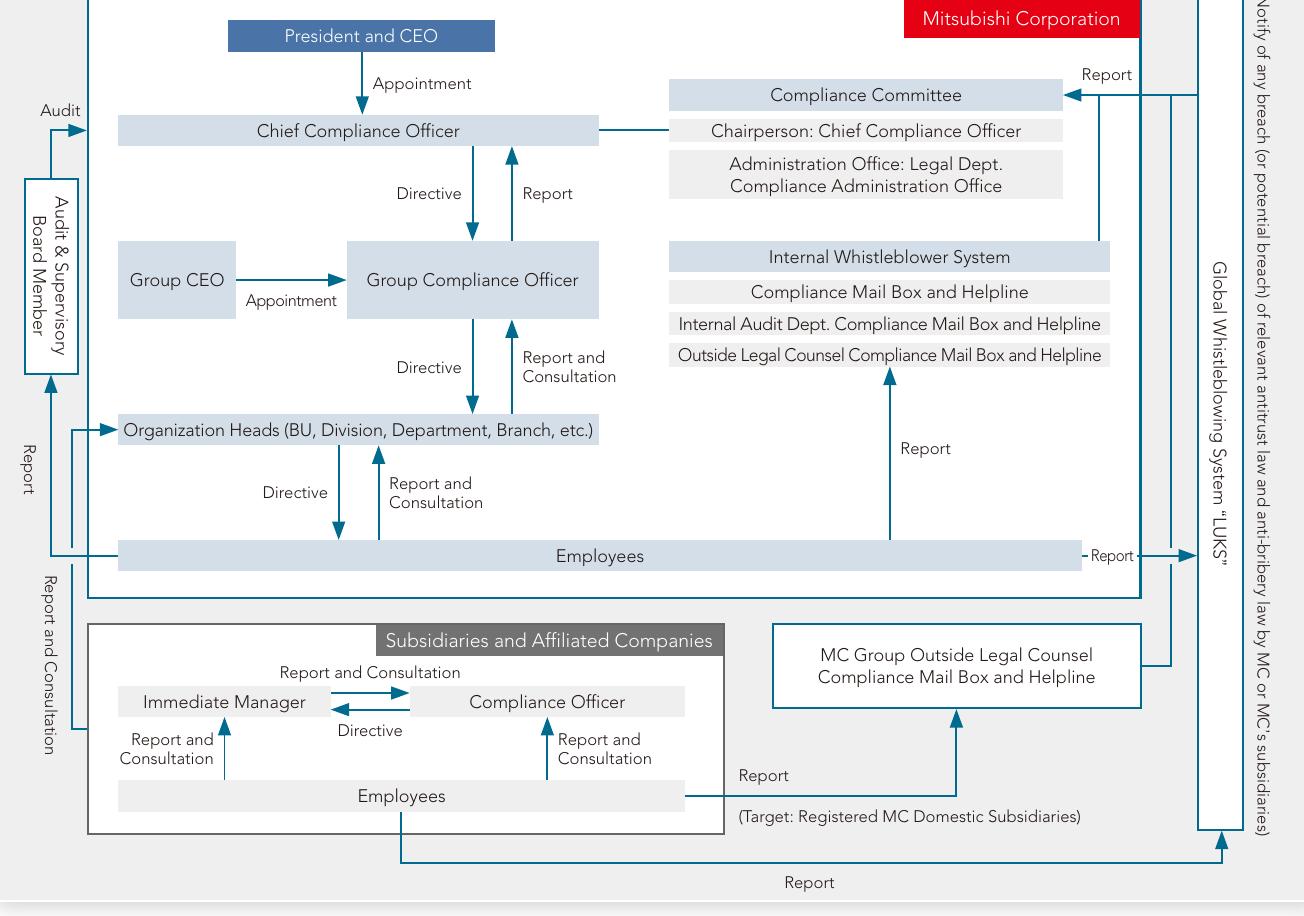 Mitsubishi Corporation
President and CEO
Appointment
Report
Compliance Committee
Audit
Chief Compliance Officer
Chairperson: Chief Compliance Officer
Administration Office: Legal Dept.
Compliance Administration Office
Directive
Report
Audit & Supervisory
Board Member
Group CEO
Appointment
Group Compliance Officer
Internal Whistleblower System
Compliance Mail Box and Helpline
Internal Audit Dept. Compliance Mail Box and Helpline
Outside Legal Counsel Compliance Mail Box and Helpline
Directive
Report and
Consultation
Organization Heads (BU, Division, Department, Branch, etc.)
Report
Report
Directive
Report and
Consultation
Employees
Report
Global Whistleblowing System “LUKS”
Notify of any breach (or potential breach) of relevant antitrust law and anti-bribery law by MC or MC’s subsidiaries)
Report and Consultation
Subsidiaries and Affiliated Companies
Report and Consultation
Immediate Manager
Compliance Officer
Directive
Report and
Consultation
Report and
Consultation
Employees
MC Group Outside Legal Counsel
Compliance Mail Box and Helpline
Report
(Target: Registered MC Domestic Subsidiaries)
Report